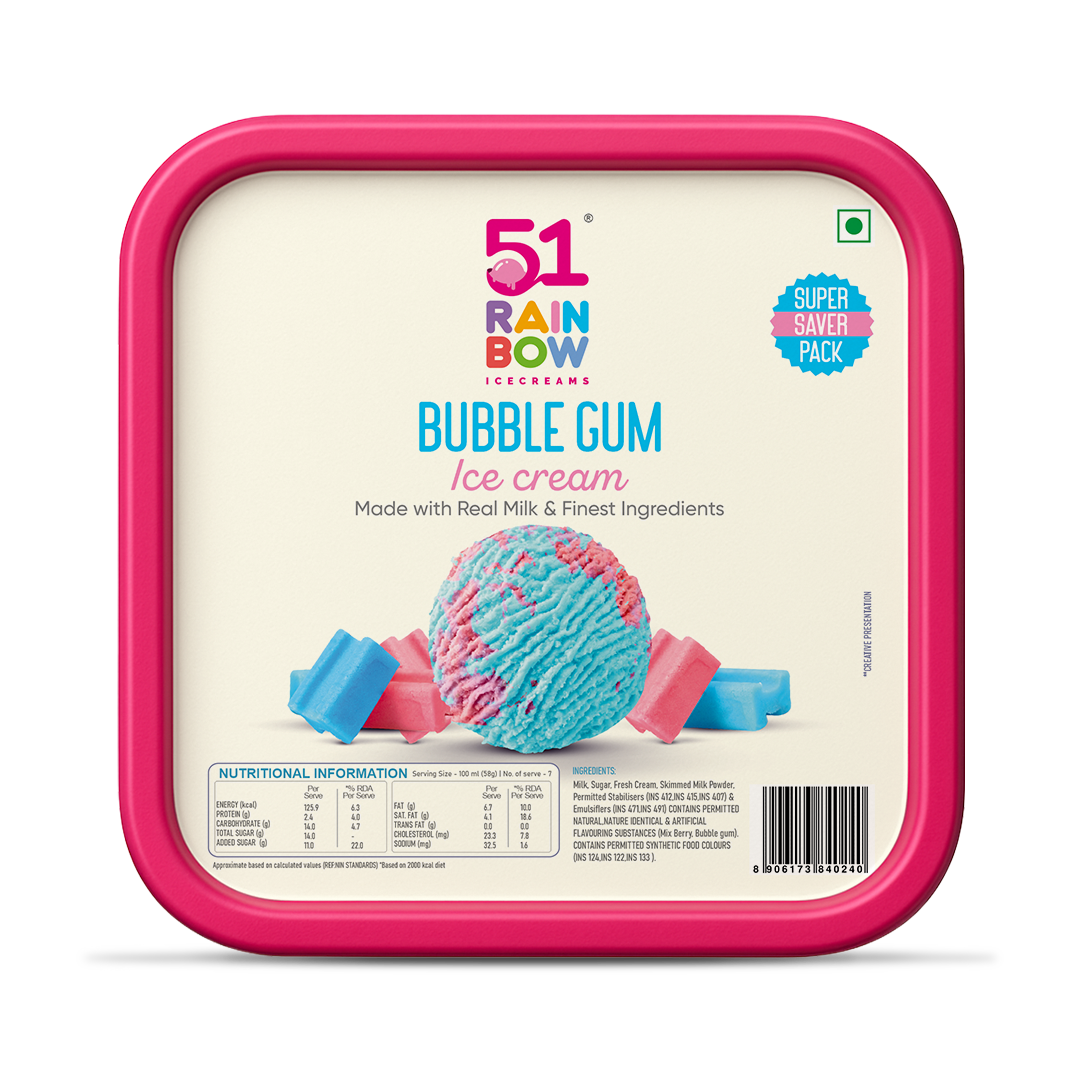 51®
RAIN
BOW
ICECREAMS
SUPER
SAVER
PACK
BUBBLE GUM
Ice cream
Made with Real Milk & Finest Ingredients
**CREATIVE PRESENTATION
NUTRITIONAL INFORMATION Serving Size - 100 ml (58g) | No. of serve - 7
Per Serve *% RDA Per Serve
ENERGY (kcal) 125.9 6.3
PROTEIN (g) 2.4 4.0
CARBOHYDRATE (g) 14.0 4.7
TOTAL SUGAR (g) 14.0 -
ADDED SUGAR (g) 11.0 22.0
Per Serve *% RDA Per Serve
FAT (g) 6.7 10.0
SAT. FAT (g) 4.1 18.6
TRANS FAT (g) 0.0 0.0
CHOLESTEROL (mg) 23.3 7.8
SODIUM (mg) 32.5 1.6
Approximate based on calculated values (REF:NIN STANDARDS) *Based on 2000 kcal diet
INGREDIENTS:
Milk, Sugar, Fresh Cream, Skimmed Milk Powder,
Permitted Stabilisers (INS 412,INS 415,INS 407) &
Emulsiflers (INS 471,INS 491) CONTAINS PERMITTED
NATURAL,NATURE IDENTICAL & ARTIFICIAL
FLAVOURING SUBSTANCES (Mix Berry, Bubble gum).
CONTAINS PERMITTED SYNTHETIC FOOD COLOURS
(INS 124,INS 122,INS 133 ).
8 906173 840240